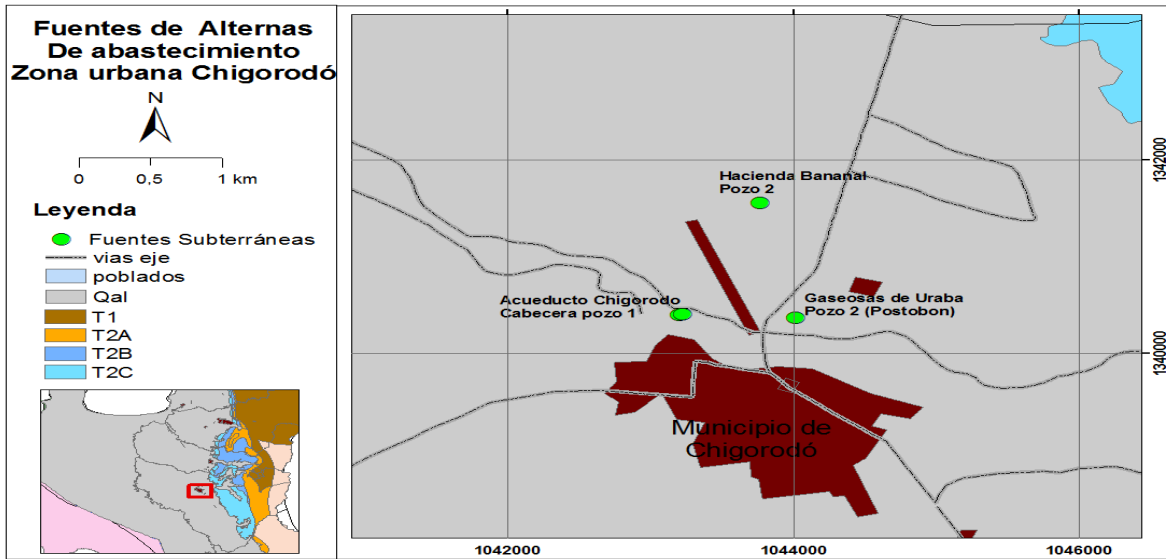 Fuentes de Alternas
De abastecimiento
Zona urbana Chigorodó
N
0 0,5 1 km
Leyenda
Fuentes Subterráneas
vias eje
poblados
Qal
T1
T2A
T2B
T2C
Hacienda Bananal
Pozo 2
Acueducto Chigorodo
Cabecera pozo 1
Gaseosas de Uraba
Pozo 2 (Postobon)
Municipio de
Chigorodó
1342000
1340000
1042000 1044000 1046000